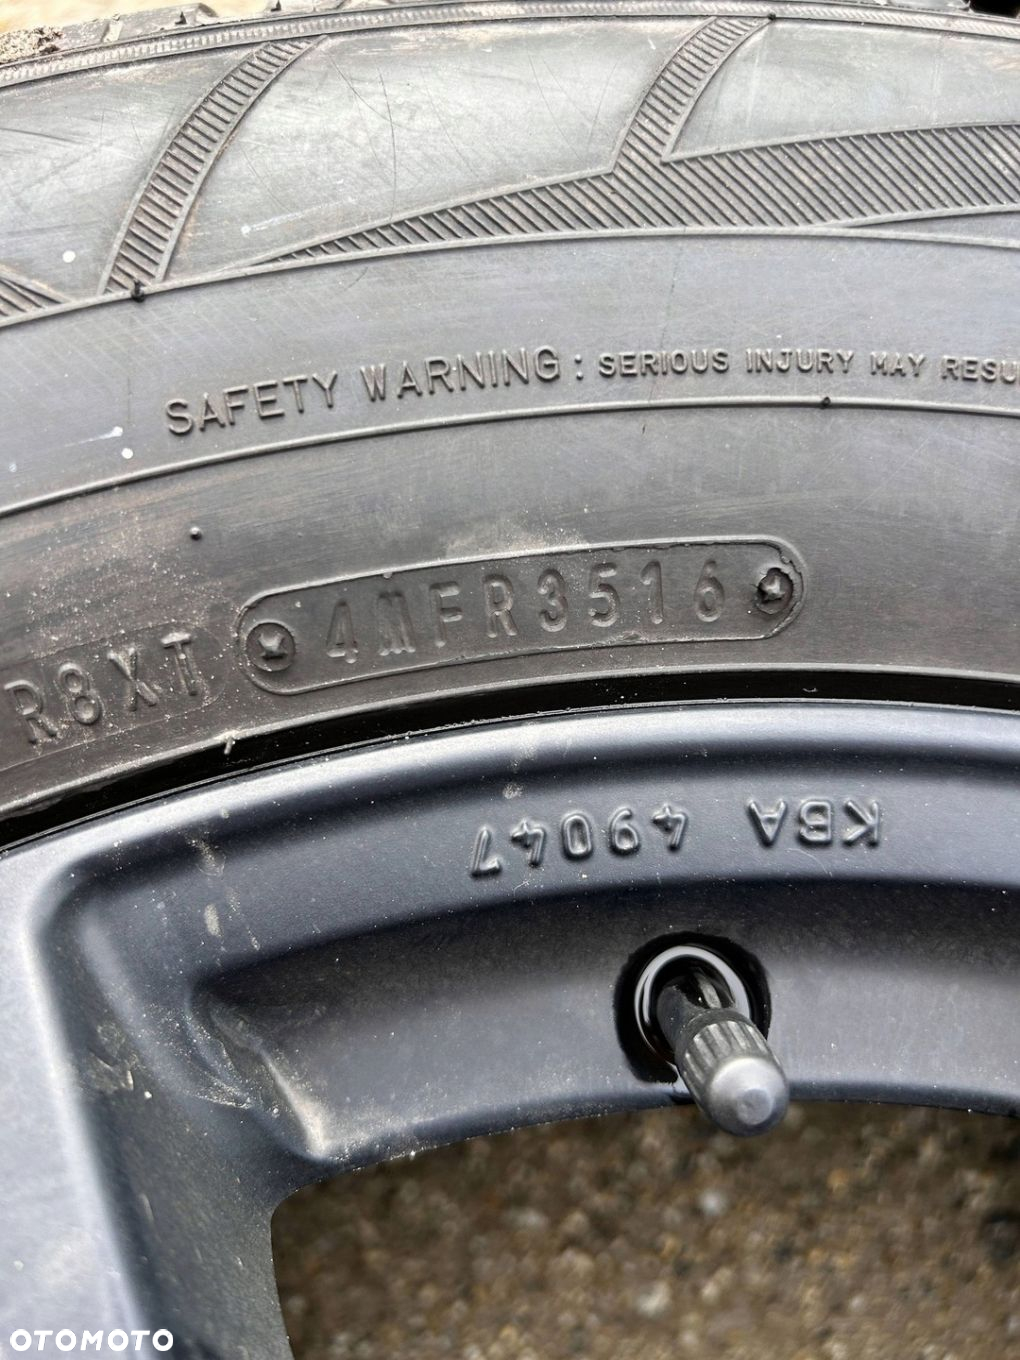 SAFETY WARNING: SERIOUS INJURY MAY RESU
R8XT 4MFR3516
KBA 49047
OTOMOTO